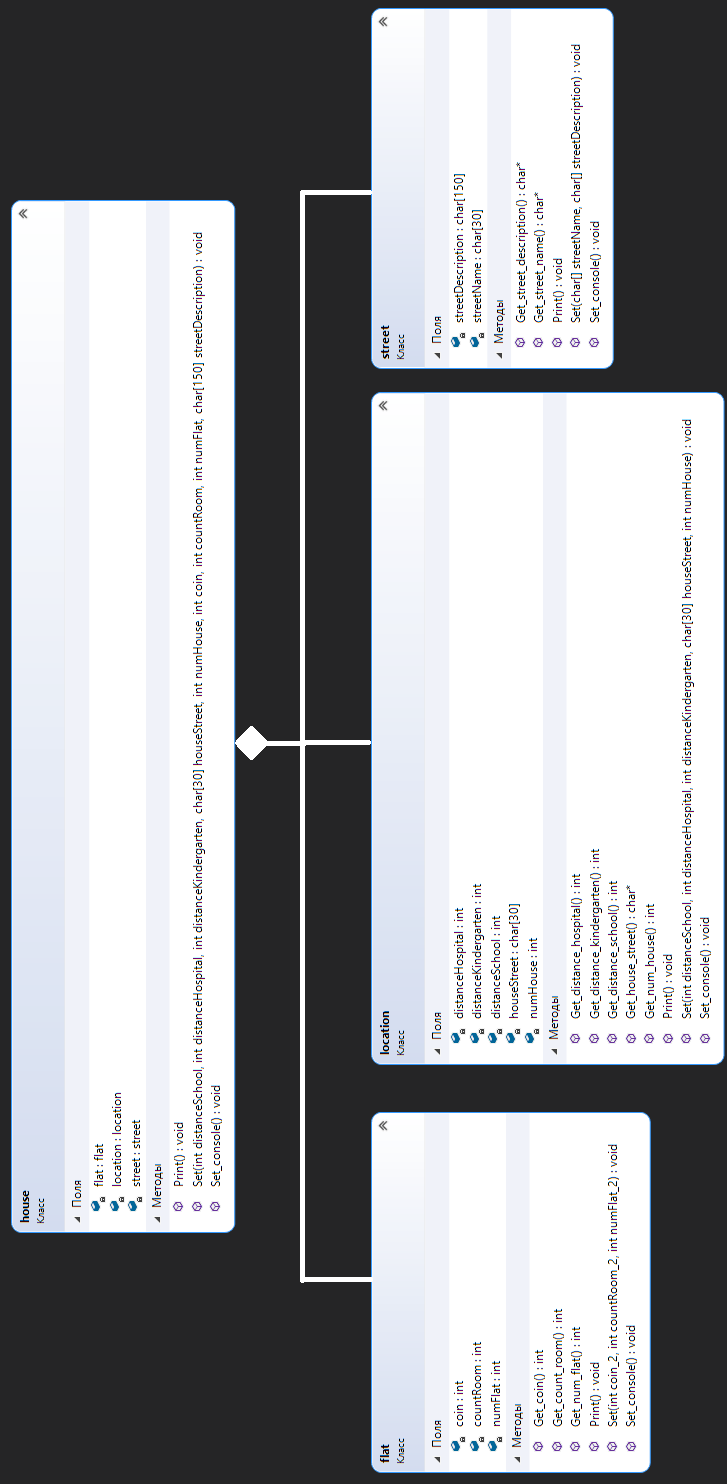 house
Класс
Поля
flat : flat
location : location
street : street
Методы
Print() : void
Set(int distanceSchool, int distanceHospital, int distanceKindergarten, char[30] houseStreet, int numHouse, int coin, int countRoom, int numFlat, char[150] streetDescription) : void
Set_console() : void
flat
Класс
Поля
coin : int
countRoom : int
numFlat : int
Методы
Get_coin() : int
Get_count_room() : int
Get_num_flat() : int
Print() : void
Set(int coin_2, int countRoom_2, int numFlat_2) : void
Set_console() : void
location
Класс
Поля
distanceHospital : int
distanceKindergarten : int
distanceSchool : int
houseStreet : char[30]
numHouse : int
Методы
Get_distance_hospital() : int
Get_distance_kindergarten() : int
Get_distance_school() : int
Get_house_street() : char*
Get_num_house() : int
Print() : void
Set(int distanceSchool, int distanceHospital, int distanceKindergarten, char[30] houseStreet, int numHouse) : void
Set_console() : void
street
Класс
Поля
streetDescription : char[150]
streetName : char[30]
Методы
Get_street_description() : char*
Get_street_name() : char*
Print() : void
Set(char[] streetName, char[] streetDescription) : void
Set_console() : void